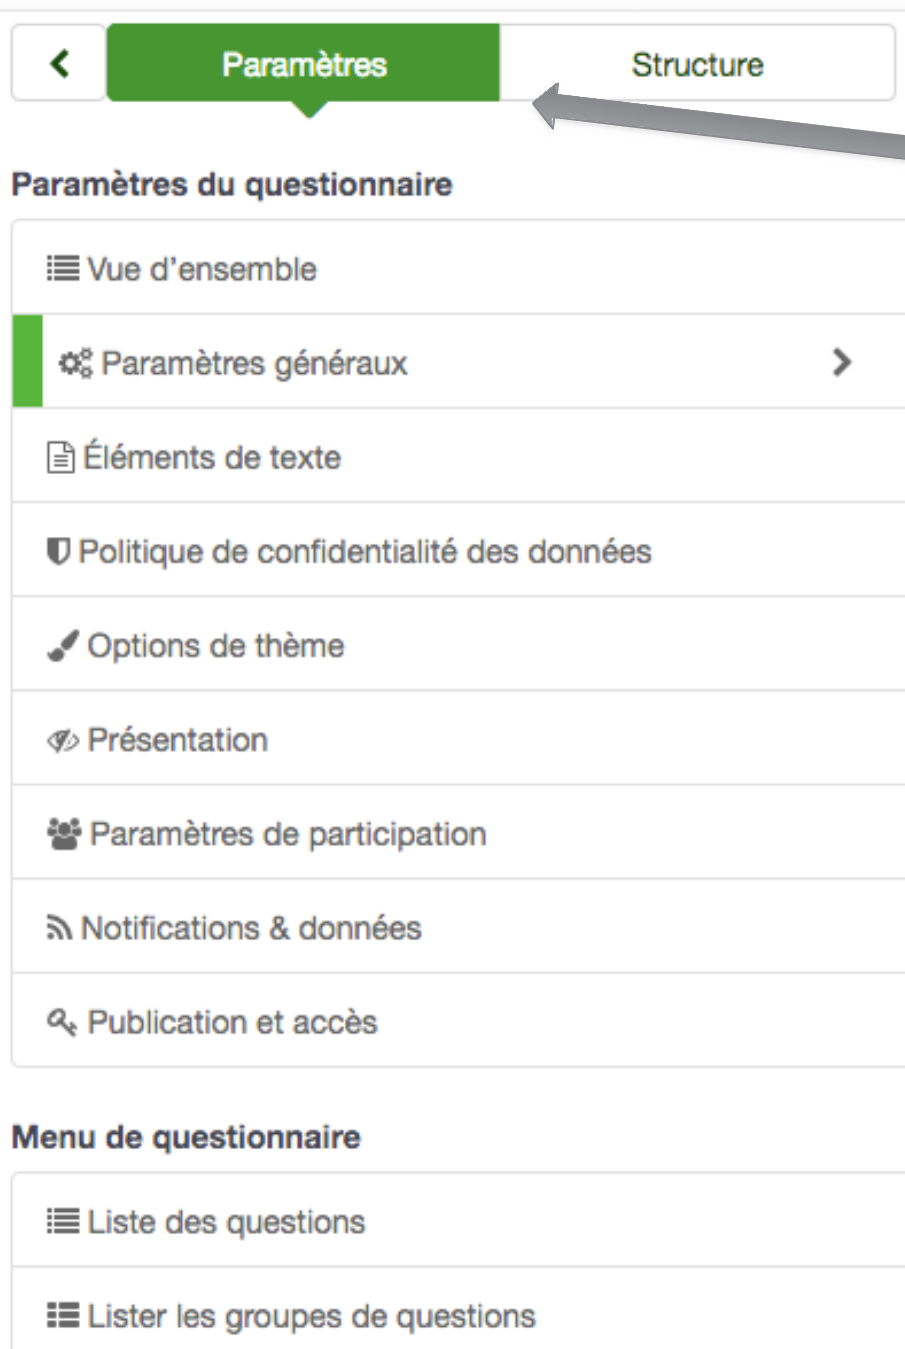 Paramètres
Structure
Paramètres du questionnaire
Vue d’ensemble
Paramètres généraux
Éléments de texte
Politique de confidentialité des données
Options de thème
Présentation
Paramètres de participation
Notifications & données
Publication et accès
Menu de questionnaire
Liste des questions
Lister les groupes de questions